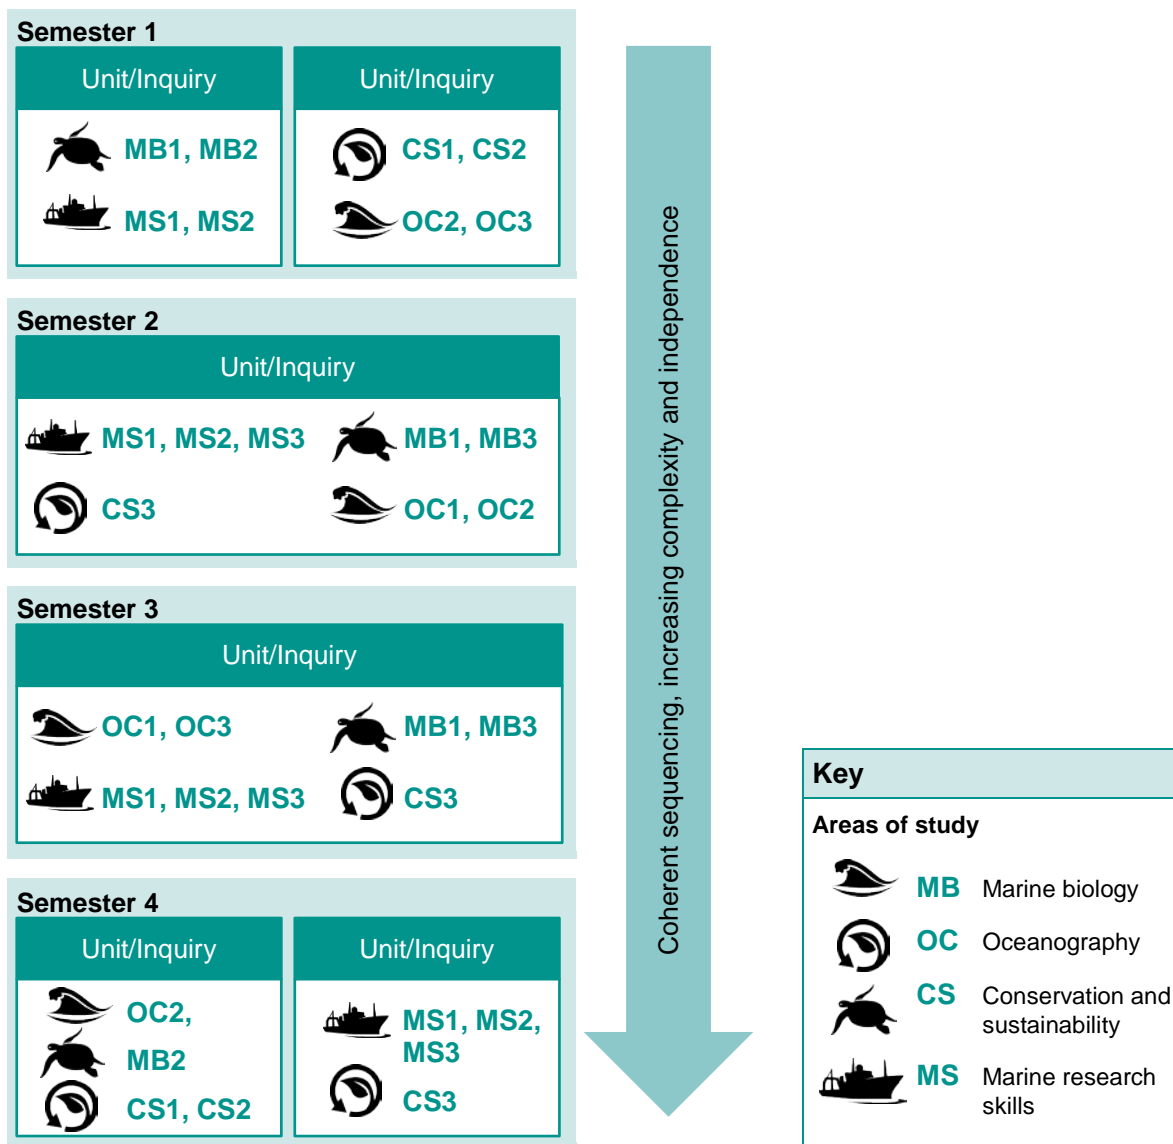 Semester 1
Unit/Inquiry
MB1, MB2
MS1, MS2
Unit/Inquiry
CS1, CS2
OC2, OC3
Semester 2
Unit/Inquiry
MS1, MS2, MS3
MB1, MB3
CS3
OC1, OC2
Semester 3
Unit/Inquiry
OC1, OC3
MB1, MB3
MS1, MS2, MS3
CS3
Semester 4
Unit/Inquiry
OC2,
MB2
CS1, CS2
Unit/Inquiry
MS1, MS2,
MS3
CS3
Coherent sequencing, increasing complexity and independence
Key
Areas of study
MB Marine biology
OC Oceanography
CS Conservation and
sustainability
MS Marine research
skills